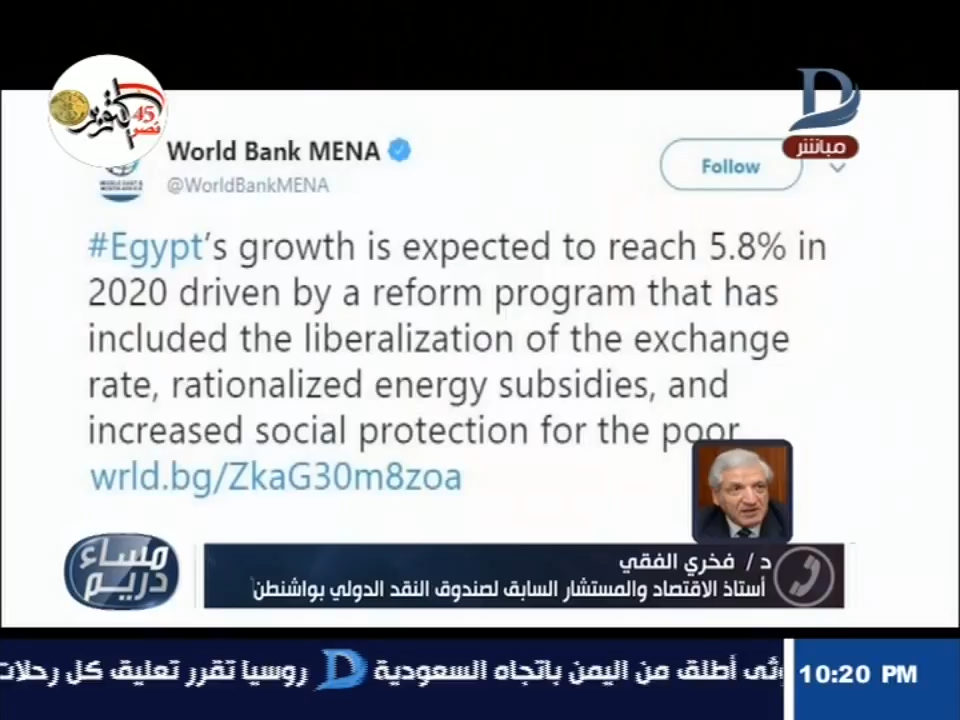 45
نصر
مباشر
World Bank MENA
@WorldBankMENA
Follow
#Egypt's growth is expected to reach 5.8% in
2020 driven by a reform program that has
included the liberalization of the exchange
rate, rationalized energy subsidies, and
increased social protection for the poor
wrld.bg/ZkaG30m8zoa
مساء
دريم
د / فخري الفقي
أستاذ الاقتصاد والمستشار السابق لصندوق النقد الدولي بواشنطن
أطلق من اليمن باتجاه السعودية D روسيا تقرر تعليق كل رحلات
10:20 PM